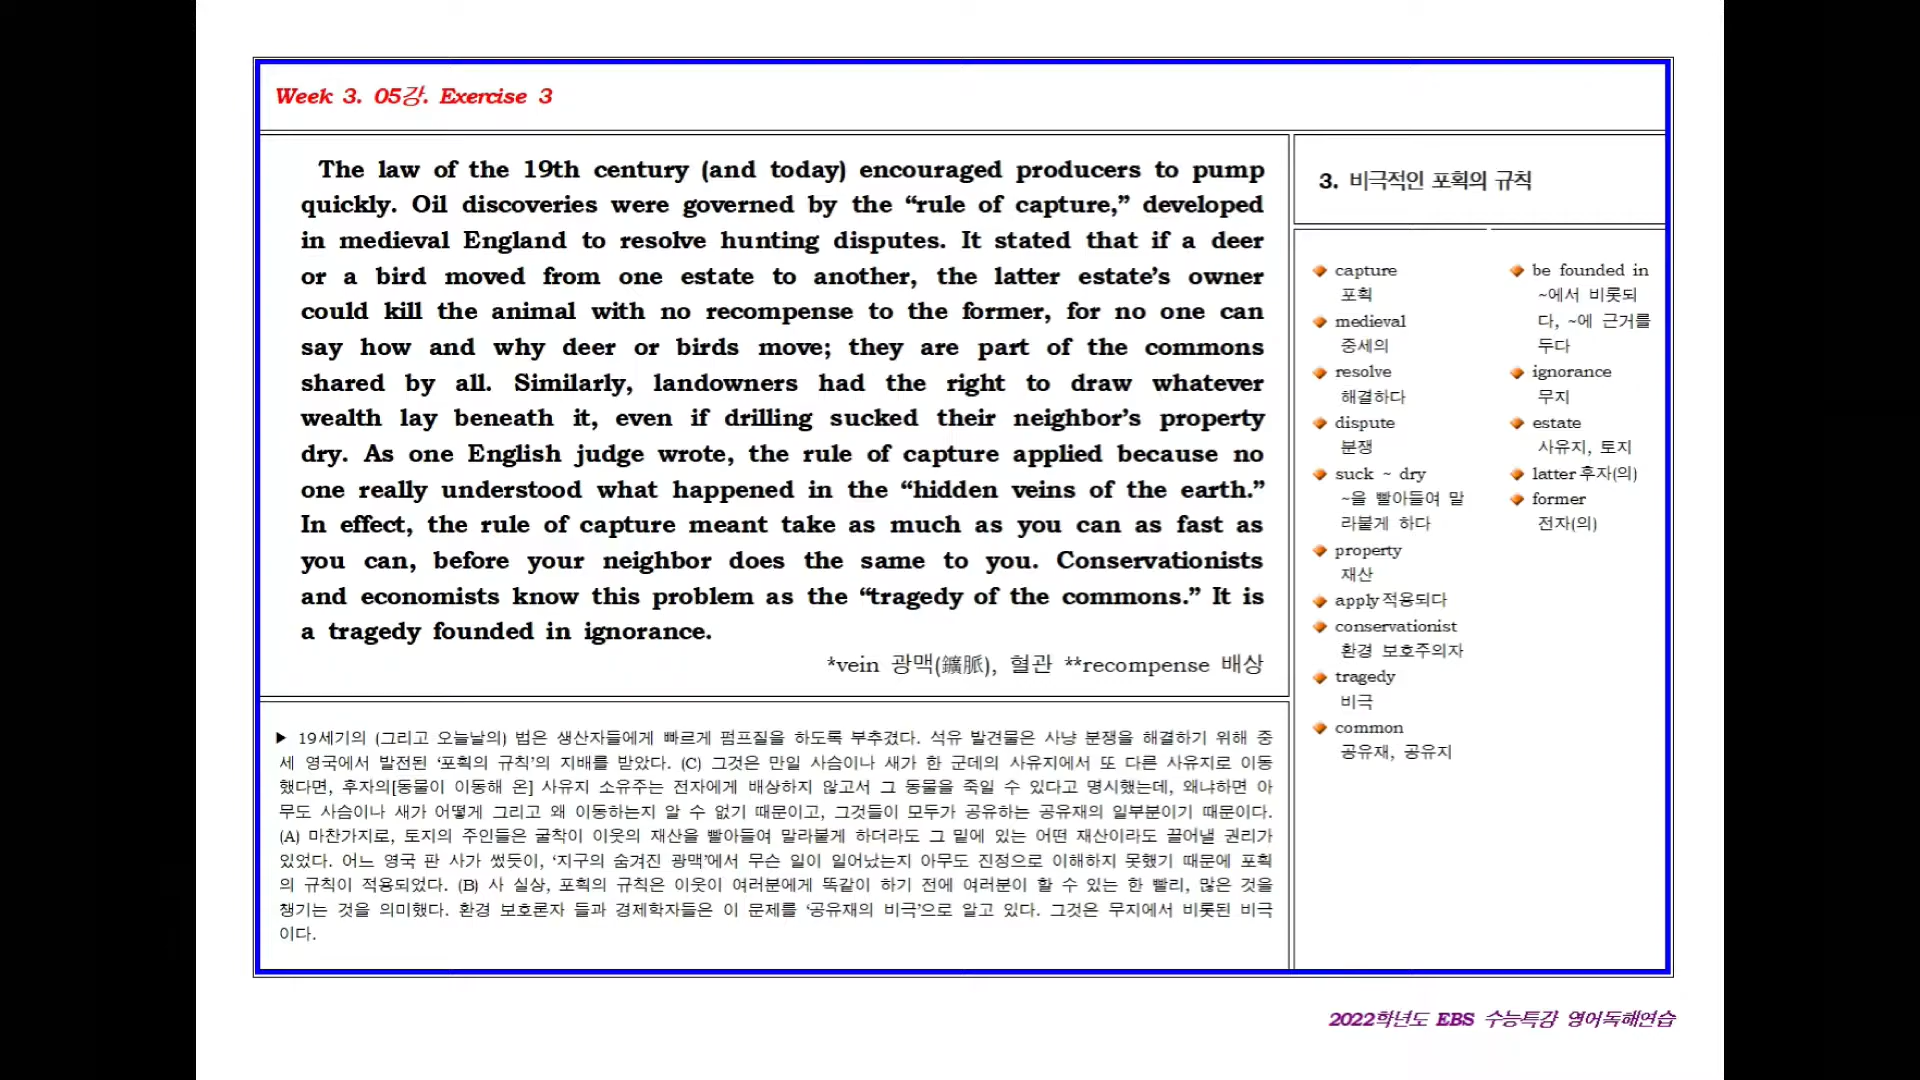 Week 3. 05강. Exercise 3
The law of the 19th century (and today) encouraged producers to pump
quickly. Oil discoveries were governed by the “rule of capture,” developed
in medieval England to resolve hunting disputes. It stated that if a deer
or a bird moved from one estate to another, the latter estate’s owner
could kill the animal with no recompense to the former, for no one can
say how and why deer or birds move; they are part of the commons
shared by all. Similarly, landowners had the right to draw whatever
wealth lay beneath it, even if drilling sucked their neighbor’s property
dry. As one English judge wrote, the rule of capture applied because no
one really understood what happened in the “hidden veins of the earth.”
In effect, the rule of capture meant take as much as you can as fast as
you can, before your neighbor does the same to you. Conservationists
and economists know this problem as the “tragedy of the commons.” It is
a tragedy founded in ignorance.
*vein 광맥(鑛脈), 혈관 **recompense 배상
▶ 19세기의 (그리고 오늘날의) 법은 생산자들에게 빠르게 펌프질을 하도록 부추겼다. 석유 발견물은 사냥 분쟁을 해결하기 위해 중
세 영국에서 발전된 ‘포획의 규칙’의 지배를 받았다. (C) 그것은 만일 사슴이나 새가 한 군데의 사유지에서 또 다른 사유지로 이동
했다면, 후자의[동물이 이동해 온] 사유지 소유주는 전자에게 배상하지 않고서 그 동물을 죽일 수 있다고 명시했는데, 왜냐하면 아
무도 사슴이나 새가 어떻게 그리고 왜 이동하는지 알 수 없기 때문이고, 그것들이 모두가 공유하는 공유재의 일부분이기 때문이다.
(A) 마찬가지로, 토지의 주인들은 굴착이 이웃의 재산을 빨아들여 말라붙게 하더라도 그 밑에 있는 어떤 재산이라도 끌어낼 권리가
있었다. 어느 영국 판 사가 썼듯이, ‘지구의 숨겨진 광맥’에서 무슨 일이 일어났는지 아무도 진정으로 이해하지 못했기 때문에 포획
의 규칙이 적용되었다. (B) 사 실상, 포획의 규칙은 이웃이 여러분에게 똑같이 하기 전에 여러분이 할 수 있는 한 빨리, 많은 것을
챙기는 것을 의미했다. 환경 보호론자 들과 경제학자들은 이 문제를 ‘공유재의 비극’으로 알고 있다. 그것은 무지에서 비롯된 비극
이다.
3. 비극적인 포획의 규칙
capture
포획
medieval
중세의
resolve
해결하다
dispute
분쟁
suck ~ dry
~을 빨아들여 말
라붙게 하다
property
재산
apply 적용되다
conservationist
환경 보호주의자
tragedy
비극
common
공유재, 공유지
be founded in
~에서 비롯되
다, ~에 근거를
두다
ignorance
무지
estate
사유지, 토지
latter 후자(의)
former
전자(의)
2022학년도 EBS 수능특강 영어독해연습